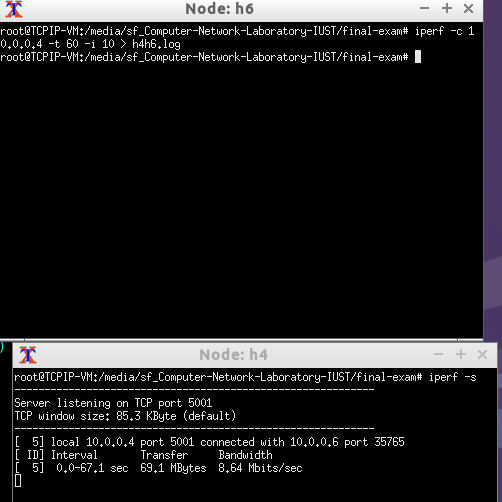 Node: h6
root@TCPIP-VM:/media/sf_Computer-Network-Laboratory-IUST/final-exam# iperf -c 1
0.0.0.4 -t 60 -i 10 > h4h6.log
root@TCPIP-VM:/media/sf_Computer-Network-Laboratory-IUST/final-exam#
)
Node: h4
root@TCPIP-VM:/media/sf_Computer-Network-Laboratory-IUST/final-exam# iperf -s
------------------------------------------------------------
Server listening on TCP port 5001
TCP window size: 85.3 KByte (default)
------------------------------------------------------------
[  5] local 10.0.0.4 port 5001 connected with 10.0.0.6 port 35765
[ ID] Interval       Transfer     Bandwidth
[  5]  0.0-67.1 sec  69.1 MBytes  8.64 Mbits/sec